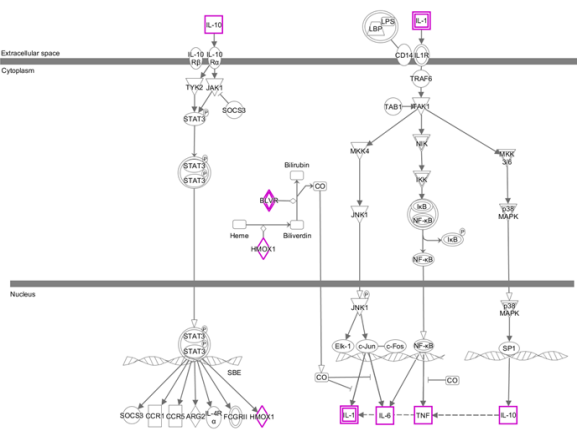 IL-10
IL-1
LPS
LBP
Extracellular space
IL-10
Rβ
IL-10
Rα
CD14
IL1R
Cytoplasm
TYK2
JAK1
TRAF6
SOCS3
TAB1
TAK1
STAT3
P
MKK4
NIK
MKK
3/6
STAT3
P
STAT3
P
Bilirubin
IKK
CO
BLVR
JNK1
IκB
NF-κB
p38
MAPK
Heme
Biliverdin
IκB
P
HMOX1
NF-κB
Nucleus
JNK1
P
p38
MAPK
STAT3
P
STAT3
P
Elk-1
c-Jun
c-Fos
NF-κB
SP1
SBE
CO
CO
SOCS3
CCR1
CCR5
ARG2
IL-4R
α
FCGRII
HMOX1
IL-1
IL-6
TNF
IL-10